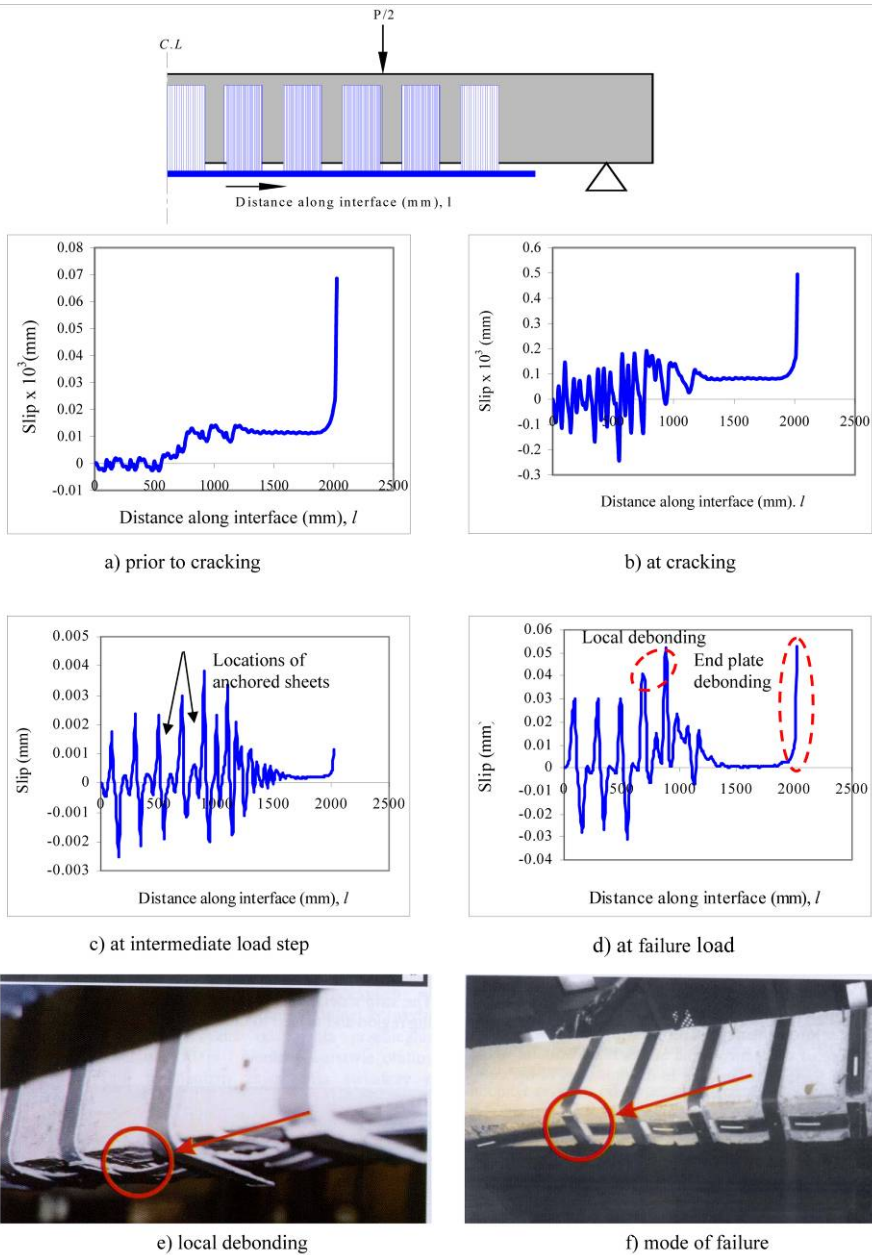 P/2
C.L
Distance along interface (mm), l
0.08
0.07
0.06
0.05
0.04
0.03
0.02
0.01
0
-0.01
Slip x 10³(mm)
0 500 1000 1500 2000 2500
Distance along interface (mm), l
a) prior to cracking
0.6
0.5
0.4
0.3
0.2
0.1
0
-0.1
-0.2
-0.3
Slip x 10³ (mm)
0 500 1000 1500 2000 2500
Distance along interface (mm). l
b) at cracking
0.005
0.004
0.003
0.002
0.001
0
-0.001
-0.002
-0.003
Slip (mm)
Locations of
anchored sheets
0 500 1000 1500 2000 2500
Distance along interface (mm), l
c) at intermediate load step
0.06
0.05
0.04
0.03
0.02
0.01
0
-0.01
-0.02
-0.03
-0.04
Slip (mm)
Local debonding
End plate
debonding
0 500 1000 1500 2000 2500
Distance along interface (mm), l
d) at failure load
e) local debonding
f) mode of failure